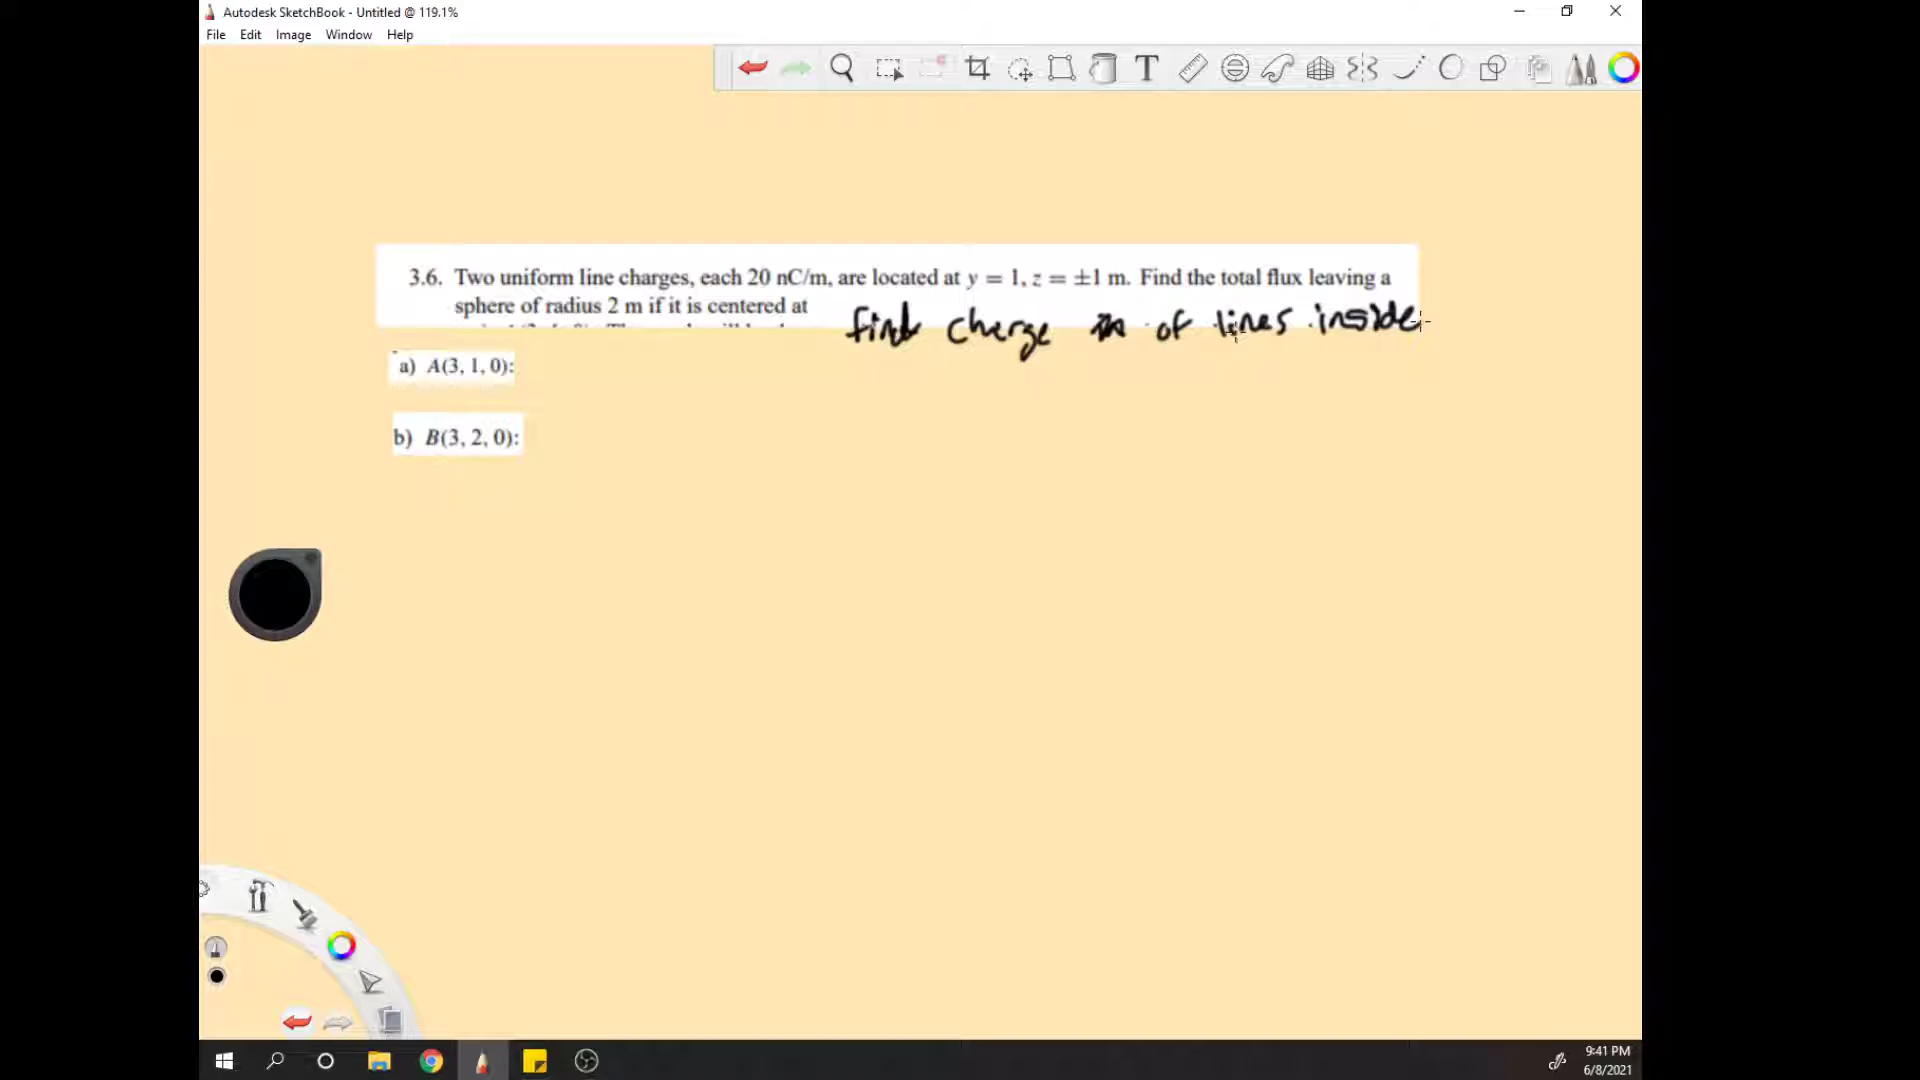 Autodesk SketchBook - Untitled @ 119.1%
File Edit Image Window Help
T
3.6. Two uniform line charges, each 20 nC/m, are located at y = 1, z = ±1 m. Find the total flux leaving a
sphere of radius 2 m if it is centered at
find charge of lines inside
a) A(3, 1, 0):
b) B(3, 2, 0):
9:41 PM
6/8/2021